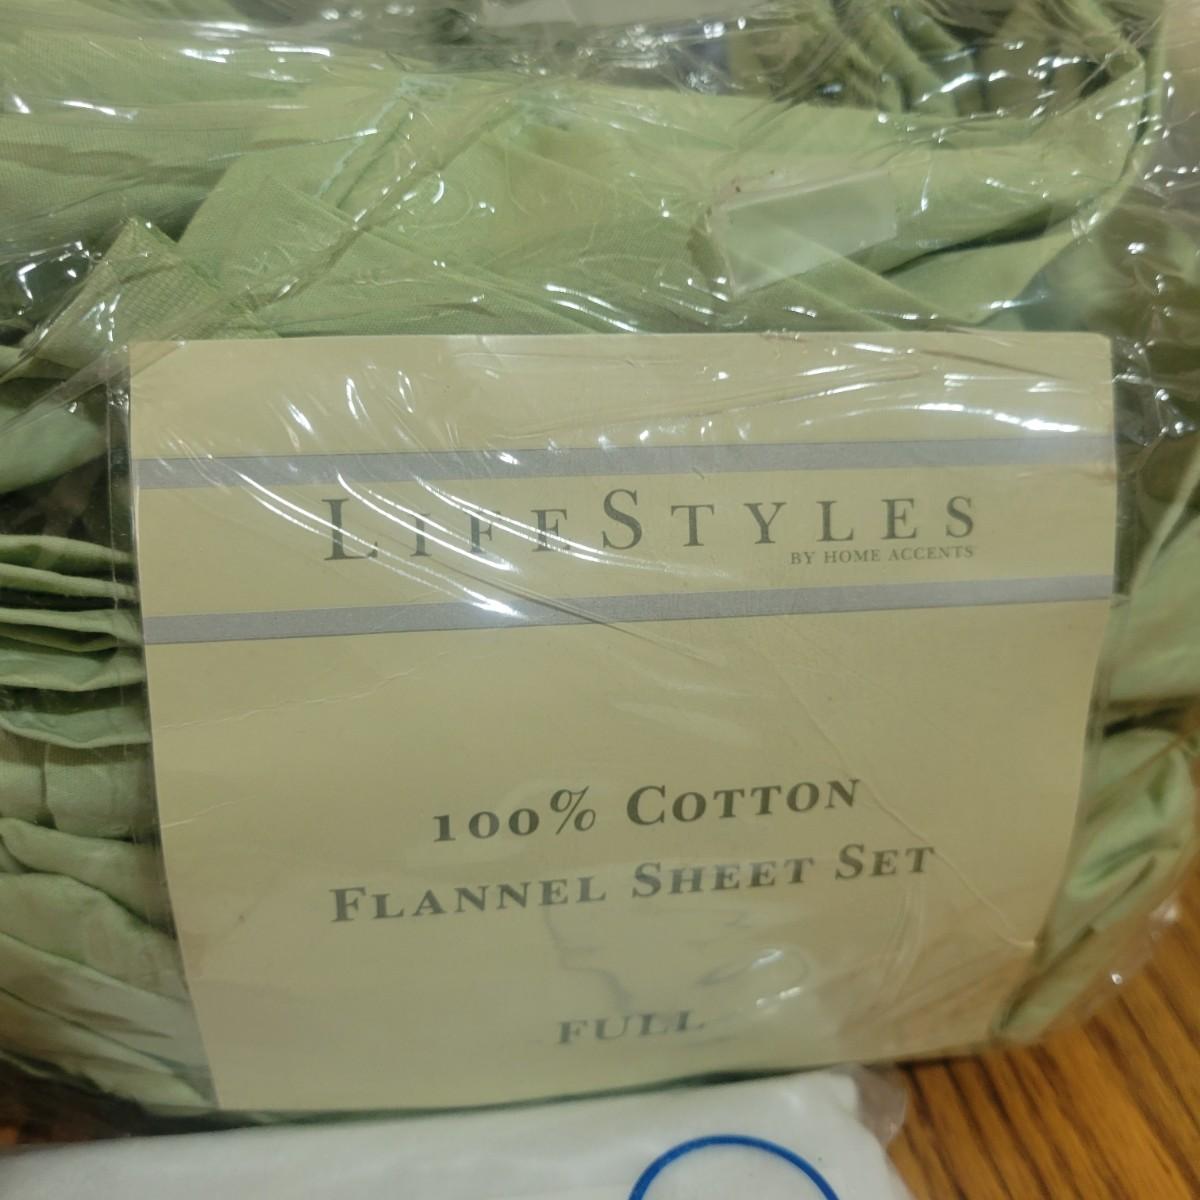 LIFESTYLES
BY HOME ACCENTS
100% COTTON
FLANNEL SHEET SET
FULL